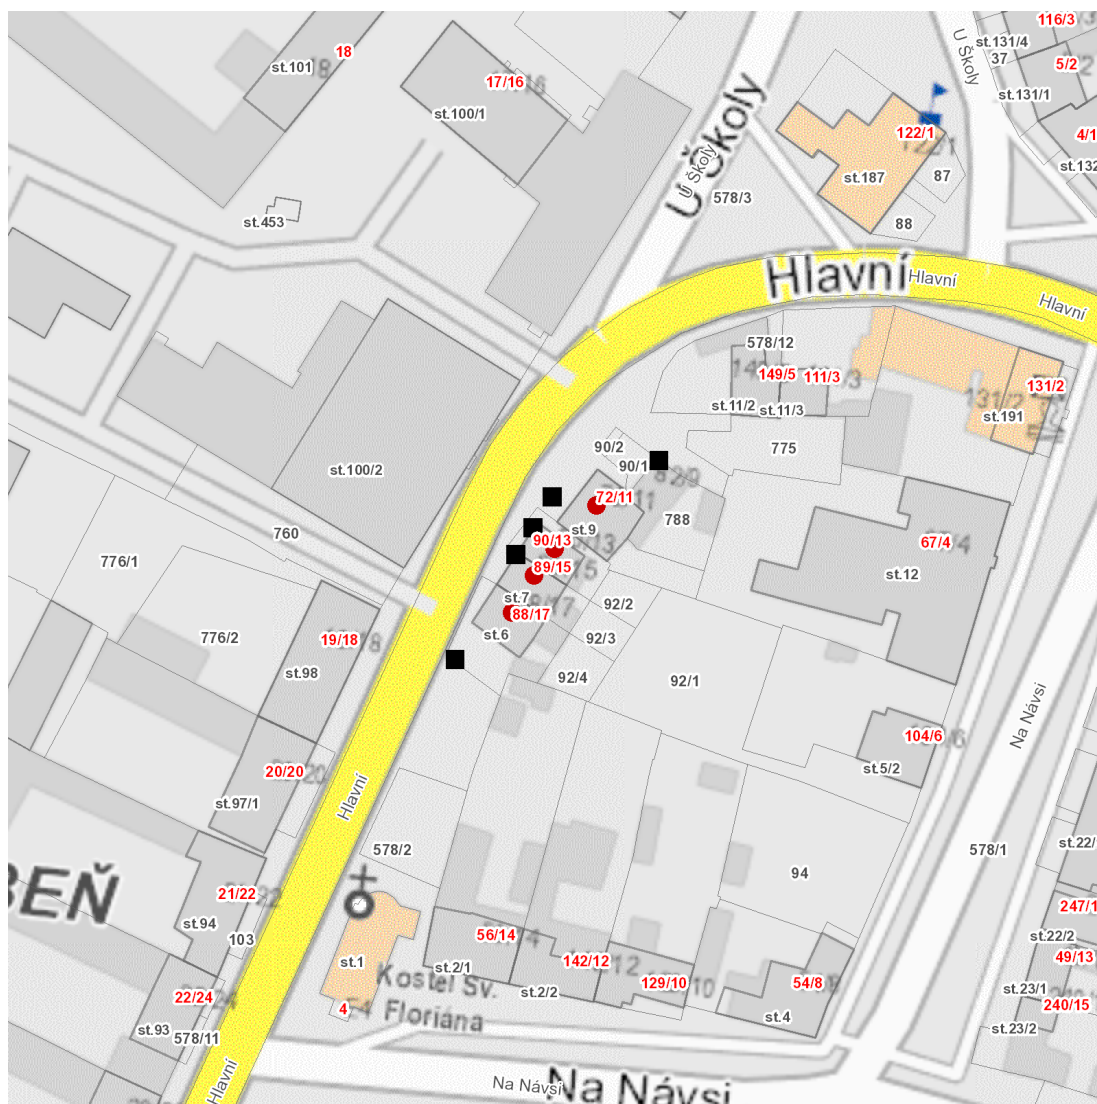 116/3
st.131/4
37
5/2
18
st.101
17/16
st.100/1
U Školy
U Školy
U Školy
st.131/1
122/1
4/1
st.187
87
st.132
578/3
88
st.453
Hlavní
Hlavní
Hlavní
578/12
149/5
111/3
131/2
131/2
st.11/2
st.11/3
st.191
775
90/2
90/1
82/9
st.100/2
72/11
788
760
st.9
90/13
67/4
776/1
89/15
st.12
st.7
88/17
92/2
st.6
776/2
19/18
92/3
st.98
92/4
92/1
Na Návsi
104/6
20/20
st.5/2
st.97/1
Hlavní
578/2
578/1
st.22/
94
BEŇ
21/22
st.94
103
247/1
56/14
st.22/2
st.1
142/12
49/13
st.2/1
Kostel Sv.
Floriána
129/10
54/8
st.2/2
22/24
st.23/1
240/15
4
st.4
st.93
578/11
st.23/2
Hlavní
Na Návsi
Na Návsi